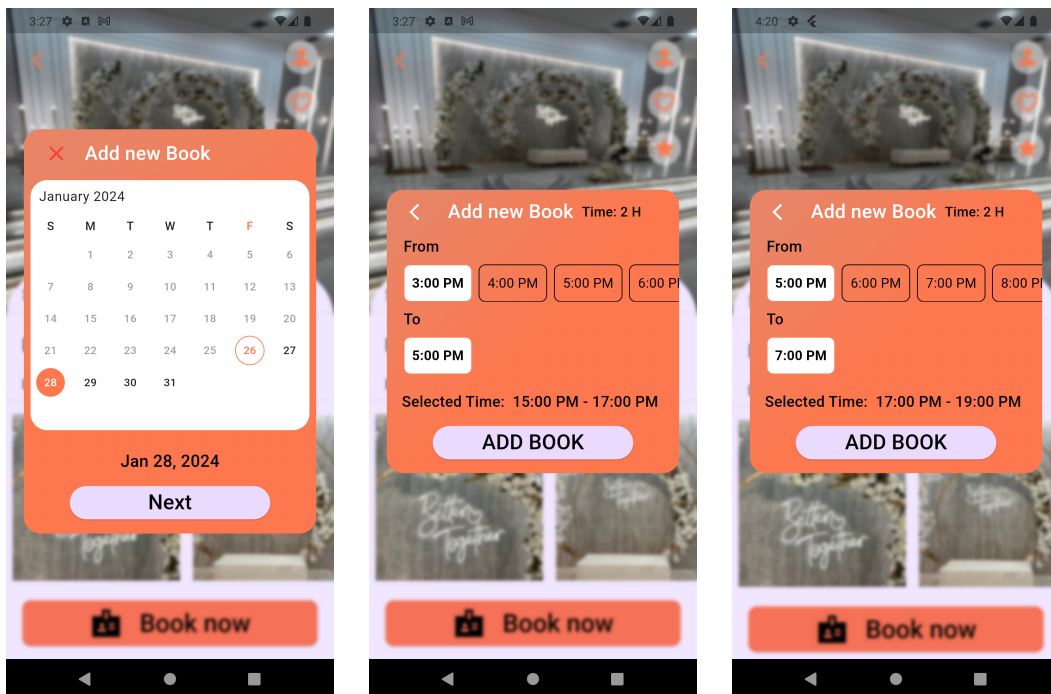 3:27
Add new Book
January 2024
S M T W T F S
1 2 3 4 5 6
7 8 9 10 11 12 13
14 15 16 17 18 19 20
21 22 23 24 25 26 27
28 29 30 31
Jan 28, 2024
Next
Better
Together
Book now
3:27
Add new Book Time: 2 H
From
3:00 PM 4:00 PM 5:00 PM 6:00 P
To
5:00 PM
Selected Time: 15:00 PM - 17:00 PM
ADD BOOK
Better
Together
Book now
4:20
Add new Book Time: 2 H
From
5:00 PM 6:00 PM 7:00 PM 8:00 P
To
7:00 PM
Selected Time: 17:00 PM - 19:00 PM
ADD BOOK
Better
Together
Book now